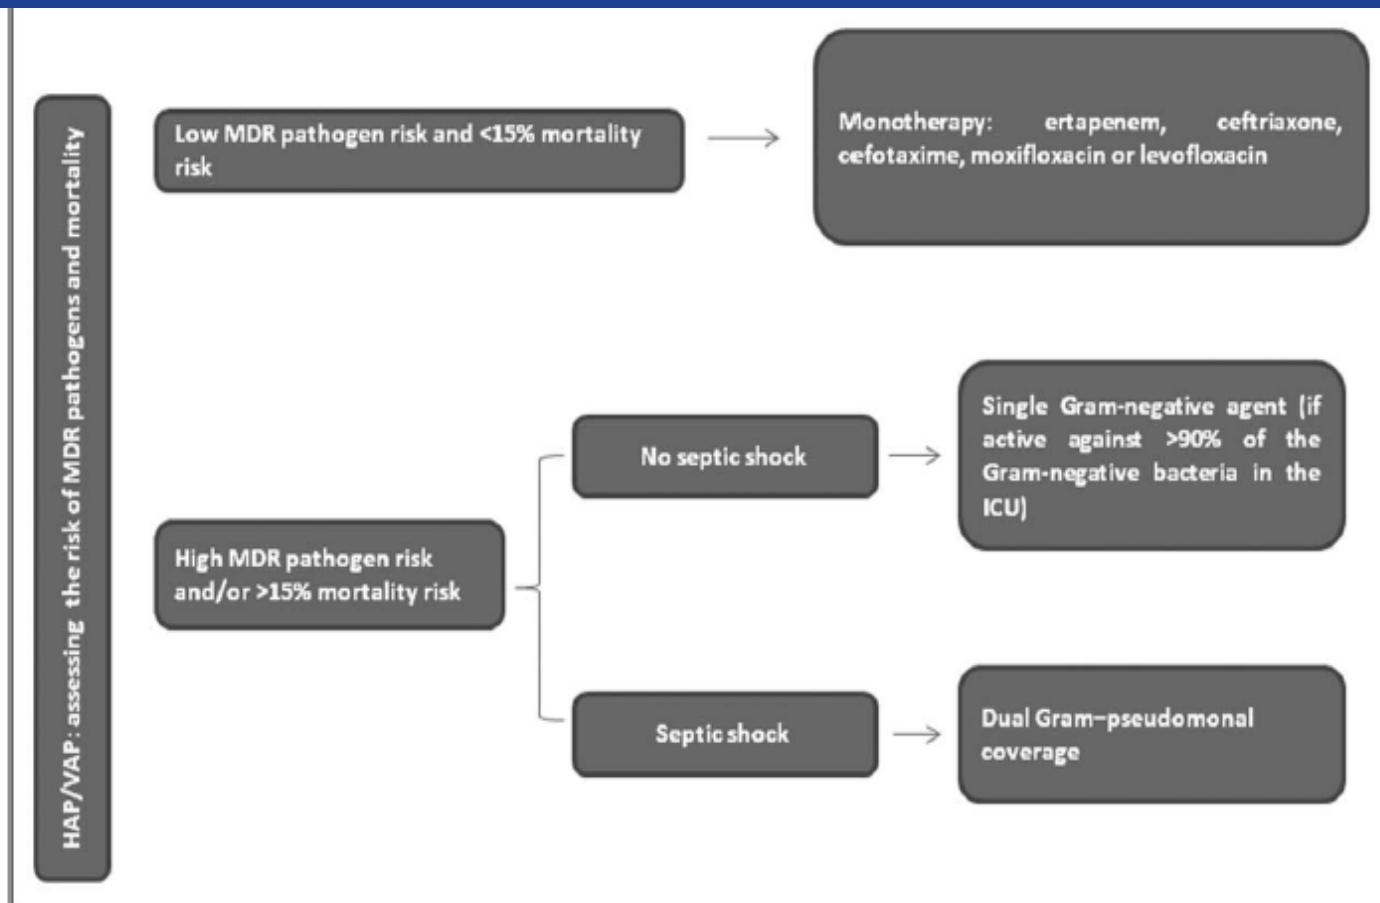 HAP/VAP: assessing the risk of MDR pathogens and mortality
Low MDR pathogen risk and <15% mortality
risk
Monotherapy: ertapenem, ceftriaxone,
cefotaxime, moxifloxacin or levofloxacin
High MDR pathogen risk
and/or >15% mortality risk
No septic shock
Single Gram-negative agent (if
active against >90% of the
Gram-negative bacteria in the
ICU)
Septic shock
Dual Gram–pseudomonal
coverage